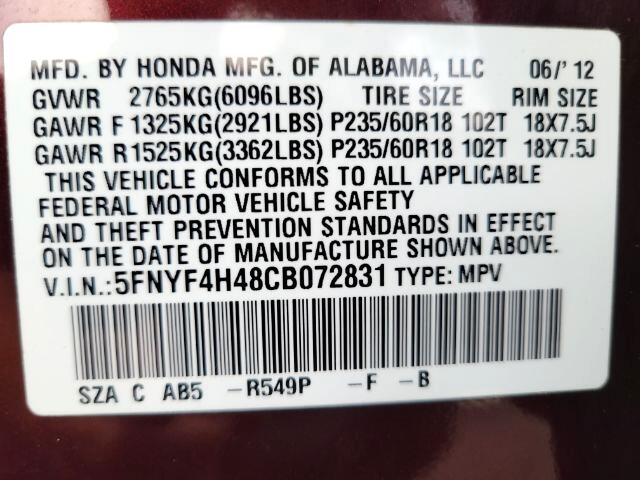 MFD. BY HONDA MFG. OF ALABAMA, LLC 06/'12
GVWR 2765KG(6096LBS) TIRE SIZE RIM SIZE
GAWR F 1325KG(2921LBS) P235/60R18 102T 18X7.5J
GAWR R 1525KG(3362LBS) P235/60R18 102T 18X7.5J
THIS VEHICLE CONFORMS TO ALL APPLICABLE
FEDERAL MOTOR VEHICLE SAFETY
AND THEFT PREVENTION STANDARDS IN EFFECT
ON THE DATE OF MANUFACTURE SHOWN ABOVE.
V.I.N.:5FNYF4H48CB072831 TYPE: MPV
SZA C AB5 –R549P –F –B